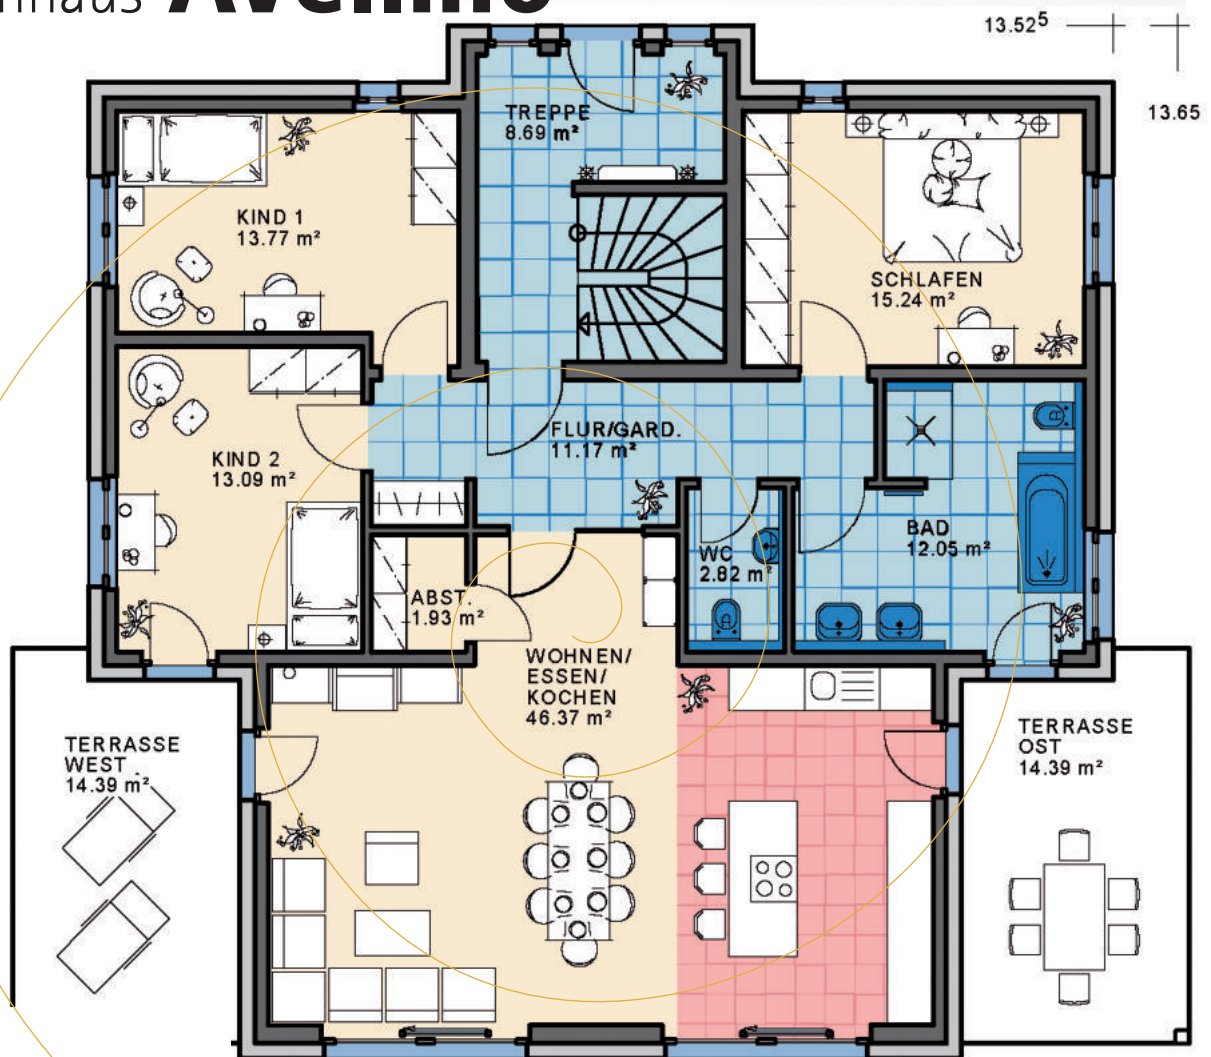 nhaus Avellino
13.52⁵
13.65
TREPPE
8.69 m²
KIND 1
13.77 m²
SCHLAFEN
15.24 m²
FLUR/GARD.
11.17 m²
KIND 2
13.09 m²
BAD
12.05 m²
WC
2.82 m²
ABST.
1.93 m²
WOHNEN/
ESSEN/
KOCHEN
46.37 m²
TERRASSE
WEST
14.39 m²
TERRASSE
OST
14.39 m²